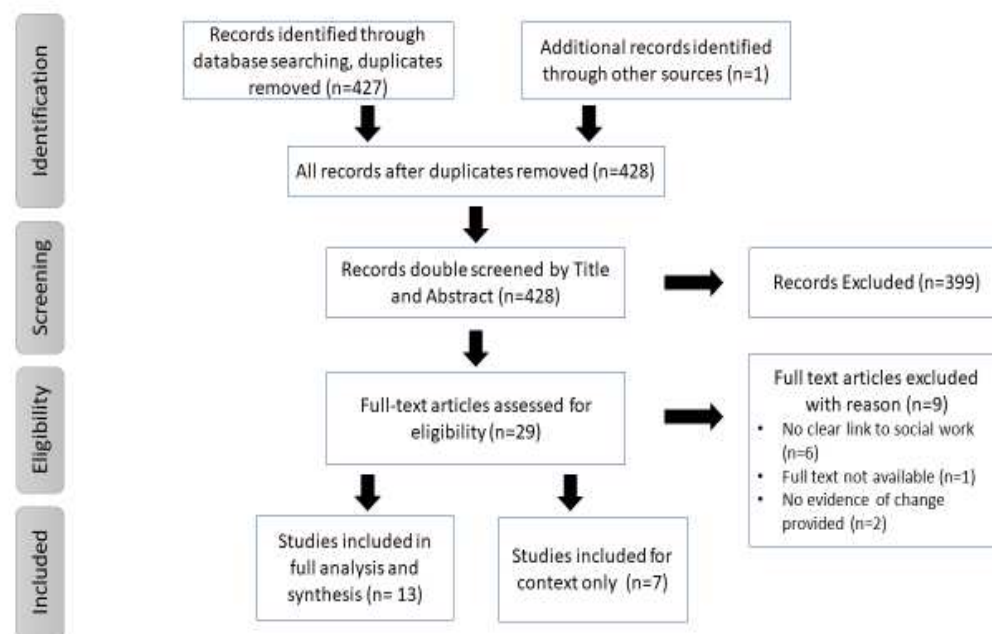 Identification
Records identified through
database searching, duplicates
removed (n=427)
Additional records identified
through other sources (n=1)
All records after duplicates removed (n=428)
Screening
Records double screened by Title
and Abstract (n=428)
Records Excluded (n=399)
Eligibility
Full-text articles assessed for
eligibility (n=29)
Full text articles excluded
with reason (n=9)
• No clear link to social work
(n=6)
• Full text not available (n=1)
• No evidence of change
provided (n=2)
Included
Studies included in
full analysis and
synthesis (n= 13)
Studies included for
context only (n=7)